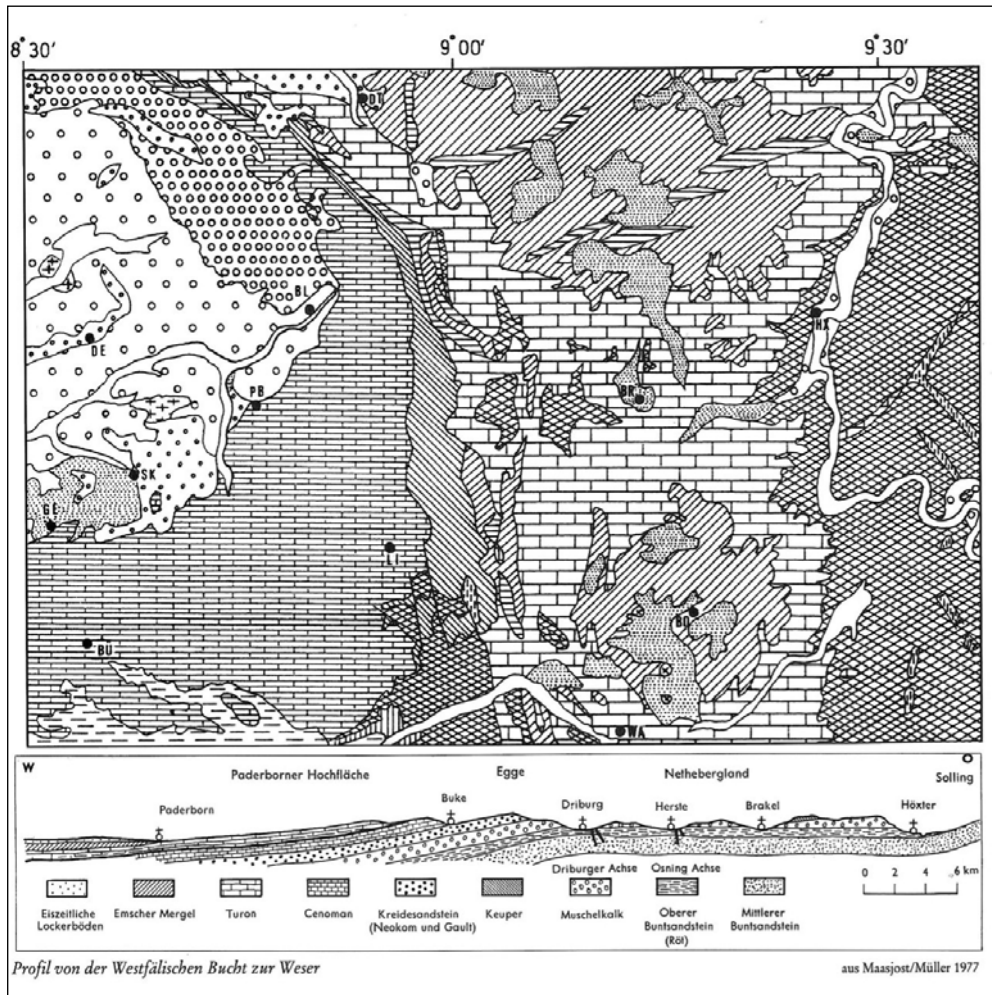 8°30' 9°00' 9°30'
DT
BL
HX
DE
BR
PB
SK
GE
LI
BO
BÜ
WA
W O
Paderborner Hochfläche Egge Nethebergland Solling
Paderborn Buke Driburg Herste Brakel Höxter
Driburger Achse Osning Achse 0 2 4 6 km
Eiszeitliche Lockerböden
Emscher Mergel
Turon
Cenoman
Kreidesandstein (Neokom und Gault)
Keuper
Muschelkalk
Oberer Buntsandstein (Röt)
Mittlerer Buntsandstein
Profil von der Westfälischen Bucht zur Weser aus Maasjost/Müller 1977